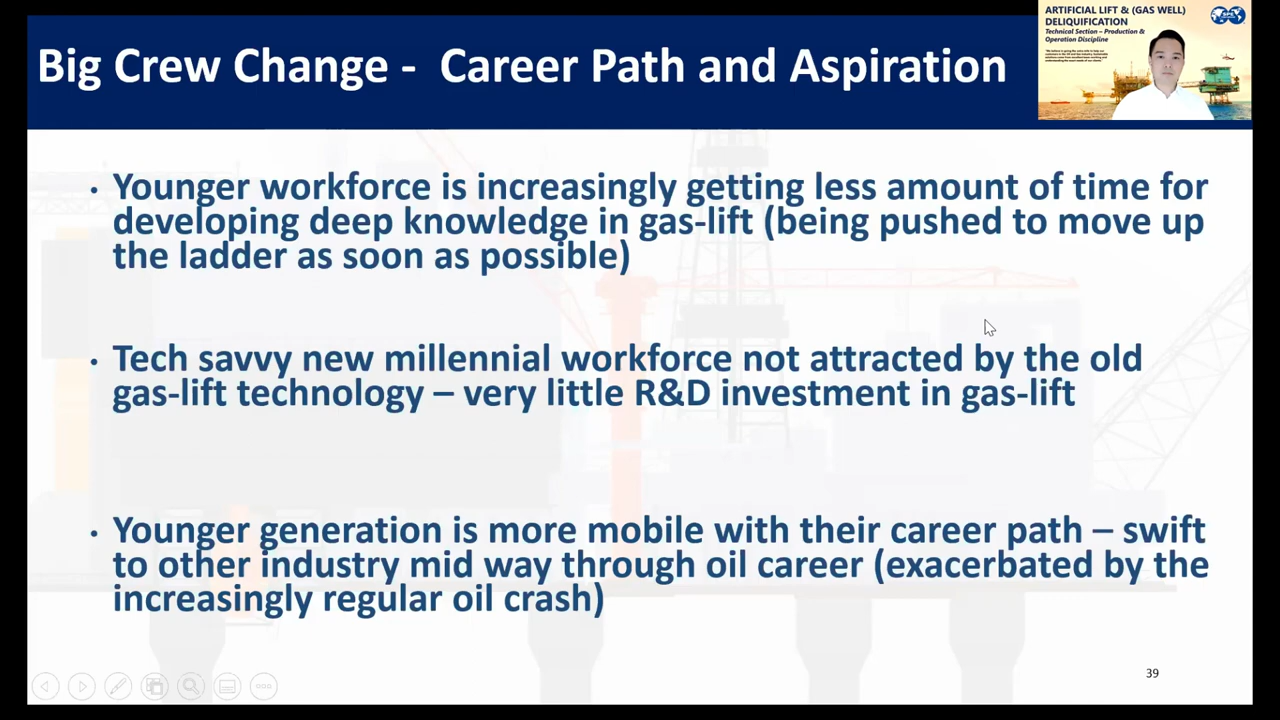 Big Crew Change -  Career Path and Aspiration
ARTIFICIAL LIFT & (GAS WELL)
DELIQUIFICATION
Technical Section – Production &
Operation Discipline
SPE
• Younger workforce is increasingly getting less amount of time for
developing deep knowledge in gas-lift (being pushed to move up
the ladder as soon as possible)
• Tech savvy new millennial workforce not attracted by the old
gas-lift technology – very little R&D investment in gas-lift
• Younger generation is more mobile with their career path – swift
to other industry mid way through oil career (exacerbated by the
increasingly regular oil crash)
39